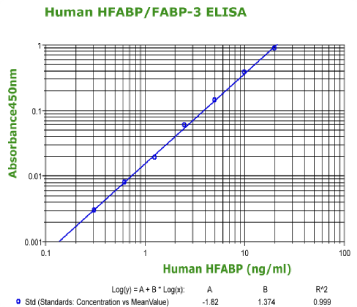 Human HFABP/FABP-3 ELISA
Absorbance450nm
1
0.1
0.01
0.001
0.1
1
10
100
Human HFABP (ng/ml)
Log(y) = A + B * Log(x): A B R^2
Std (Standards: Concentration vs MeanValue) -1.82 1.374 0.999